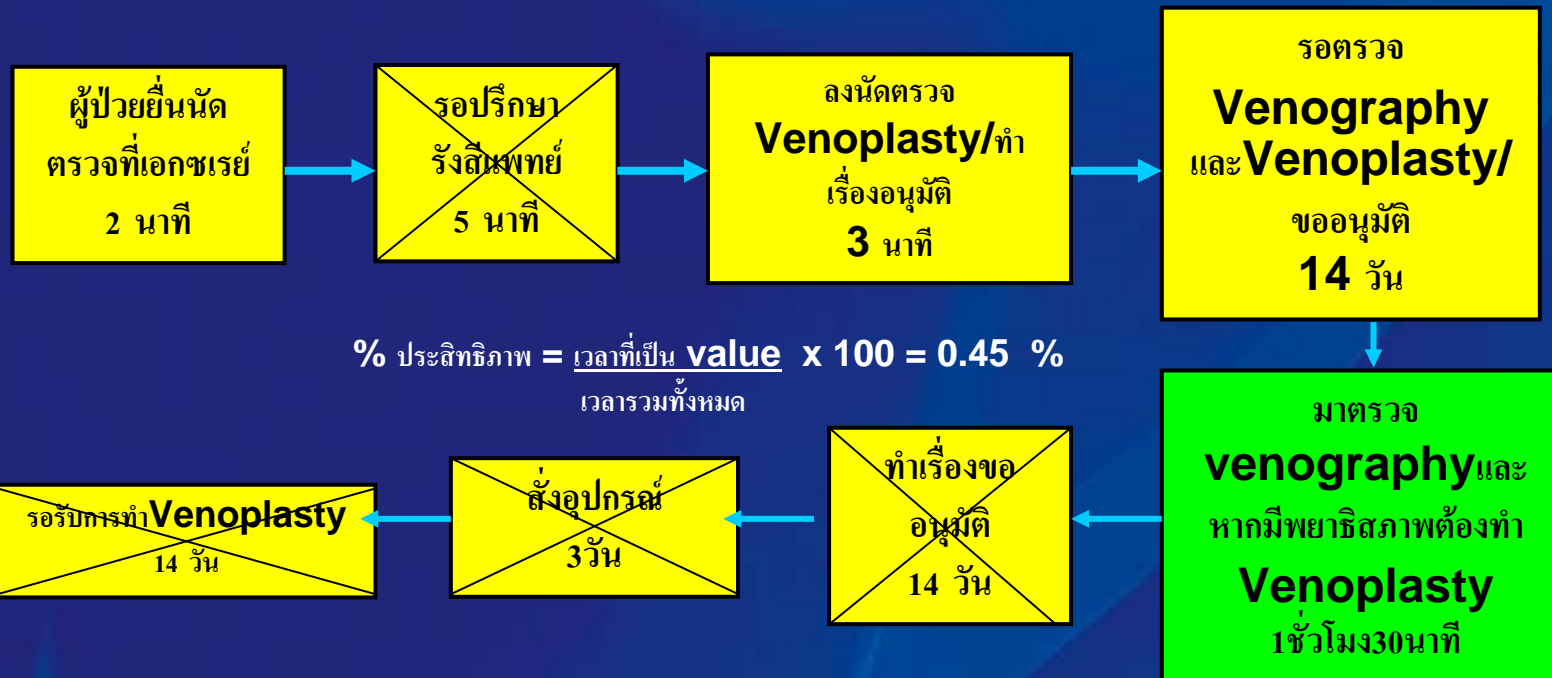 ผู้ป่วยยื่นนัด
ตรวจที่เอกซเรย์
2 นาที
รอปรึกษา
รังสีแพทย์
5 นาที
ลงนัดตรวจ
Venoplasty/ทำ
เรื่องอนุมัติ
3 นาที
รอตรวจ
Venography
และVenoplasty/
ขออนุมัติ
14 วัน
% ประสิทธิภาพ = เวลาที่เป็น value x 100 = 0.45 %
เวลารวมทั้งหมด
มาตรวจ
venographyและ
หากมีพยาธิสภาพต้องทำ
Venoplasty
1ชั่วโมง30นาที
ทำเรื่องขอ
อนุมัติ
14 วัน
สั่งอุปกรณ์
3วัน
รอรับการทำVenoplasty
14 วัน